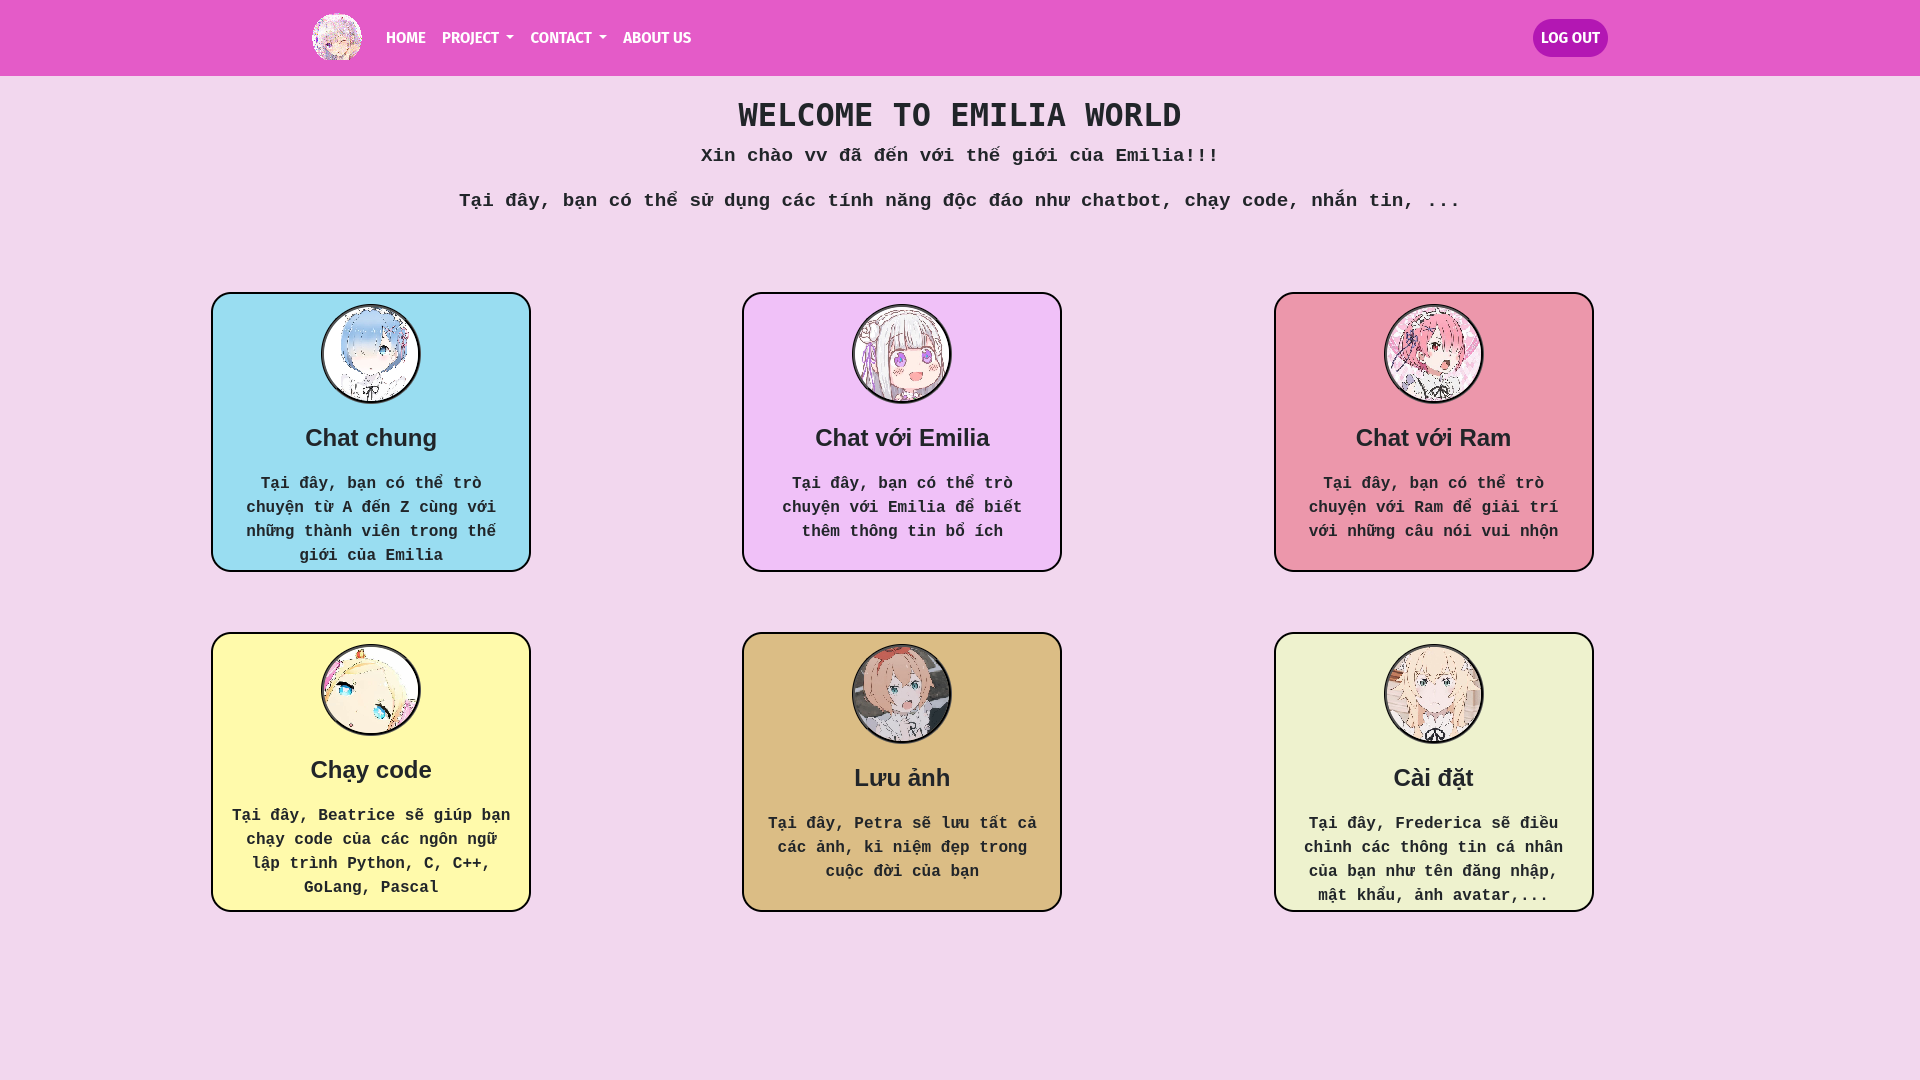 HOME PROJECT CONTACT ABOUT US LOG OUT
WELCOME TO EMILIA WORLD
Xin chào vv đã đến với thế giới của Emilia!!!
Tại đây, bạn có thể sử dụng các tính năng độc đáo như chatbot, chạy code, nhắn tin, ...
Chat chung
Tại đây, bạn có thể trò
chuyện từ A đến Z cùng với
những thành viên trong thế
giới của Emilia
Chat với Emilia
Tại đây, bạn có thể trò
chuyện với Emilia để biết
thêm thông tin bổ ích
Chat với Ram
Tại đây, bạn có thể trò
chuyện với Ram để giải trí
với những câu nói vui nhộn
Chạy code
Tại đây, Beatrice sẽ giúp bạn
chạy code của các ngôn ngữ
lập trình Python, C, C++,
GoLang, Pascal
Lưu ảnh
Tại đây, Petra sẽ lưu tất cả
các ảnh, kỉ niệm đẹp trong
cuộc đời của bạn
Cài đặt
Tại đây, Frederica sẽ điều
chỉnh các thông tin cá nhân
của bạn như tên đăng nhập,
mật khẩu, ảnh avatar,...